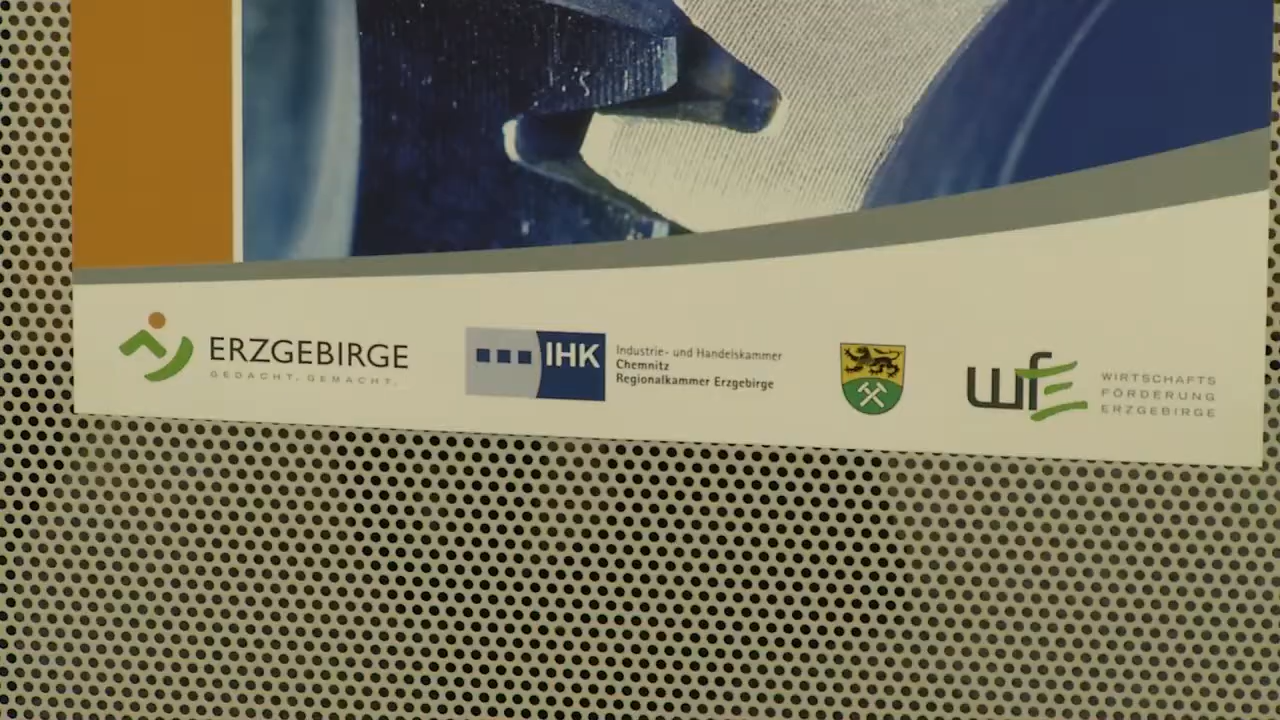 ERZGEBIRGE
GEDACHT. GEMACHT.
IHK
Industrie- und Handelskammer
Chemnitz
Regionalkammer Erzgebirge
wfE
WIRTSCHAFTS
FÖRDERUNG
ERZGEBIRGE